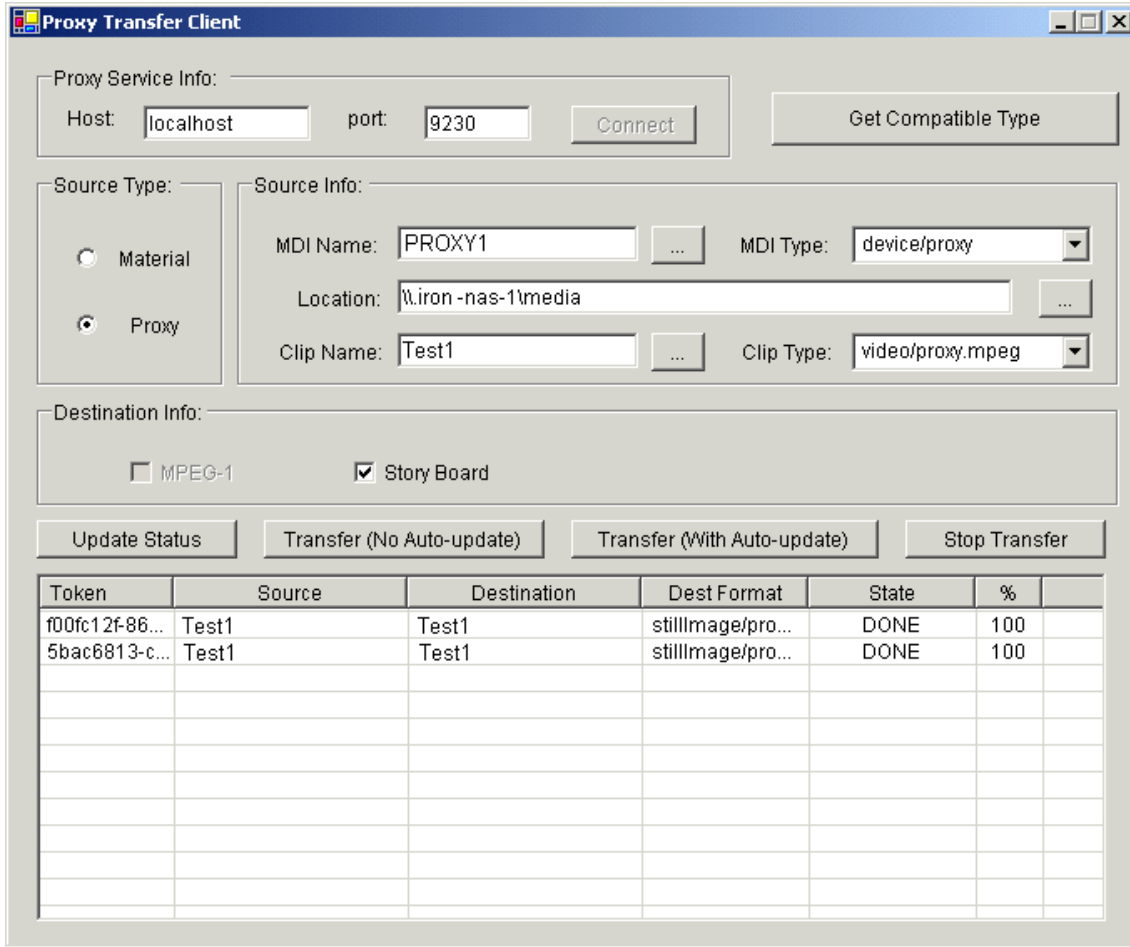 Proxy Transfer Client
Proxy Service Info:
Host: localhost port: 9230 Connect
Get Compatible Type
Source Type:
Material
Proxy
Source Info:
MDI Name: PROXY1 ... MDI Type: device/proxy
Location: \\.iron -nas-1\media ...
Clip Name: Test1 ... Clip Type: video/proxy.mpeg
Destination Info:
MPEG-1 Story Board
Update Status Transfer (No Auto-update) Transfer (With Auto-update) Stop Transfer
Token Source Destination Dest Format State %
f00fc12f-86... Test1 Test1 stillImage/pro... DONE 100
5bac6813-c... Test1 Test1 stillImage/pro... DONE 100